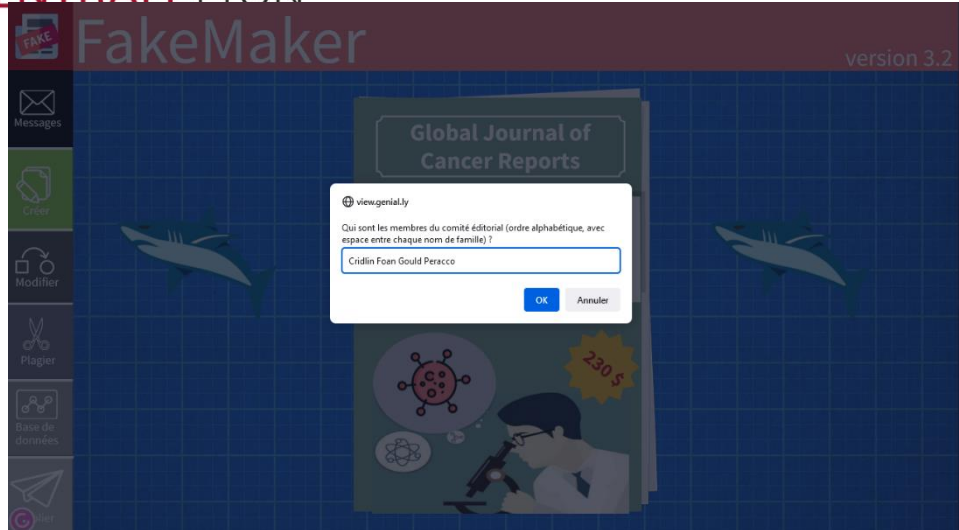 FAKE
FakeMaker
version 3.2
Messages
Global Journal of
Cancer Reports
view.genial.ly
Qui sont les membres du comité éditorial (ordre alphabétique, avec
espace entre chaque nom de famille) ?
Cridlin Foan Gould Peracco
OK Annuler
Créer
Modifier
Plagier
230 $
C
Base de
données